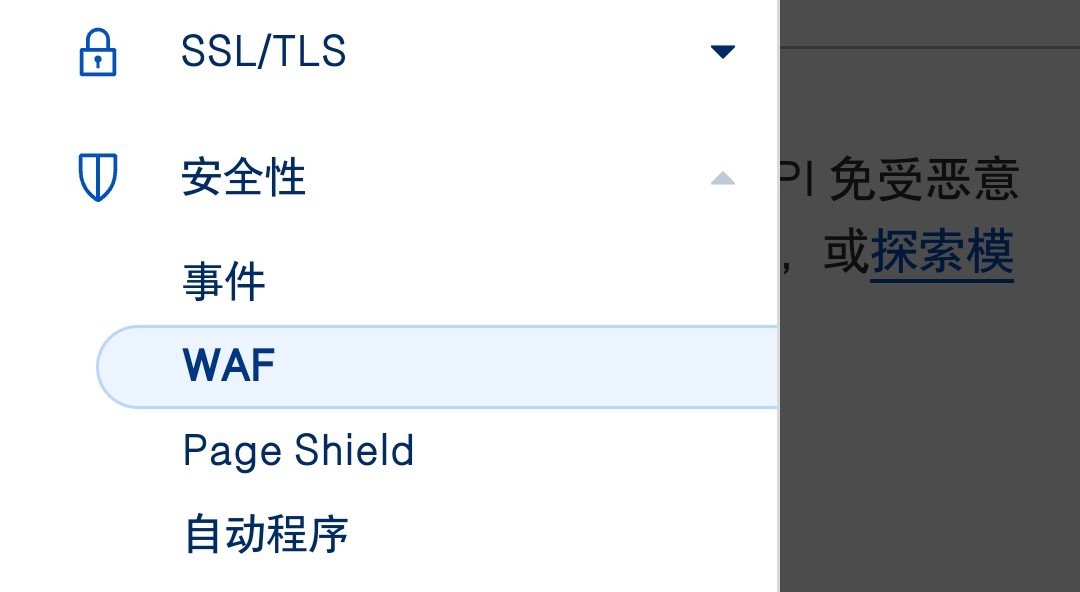 SSL/TLS
安全性
PI 免受恶意
，或探索模
事件
WAF
Page Shield
自动程序